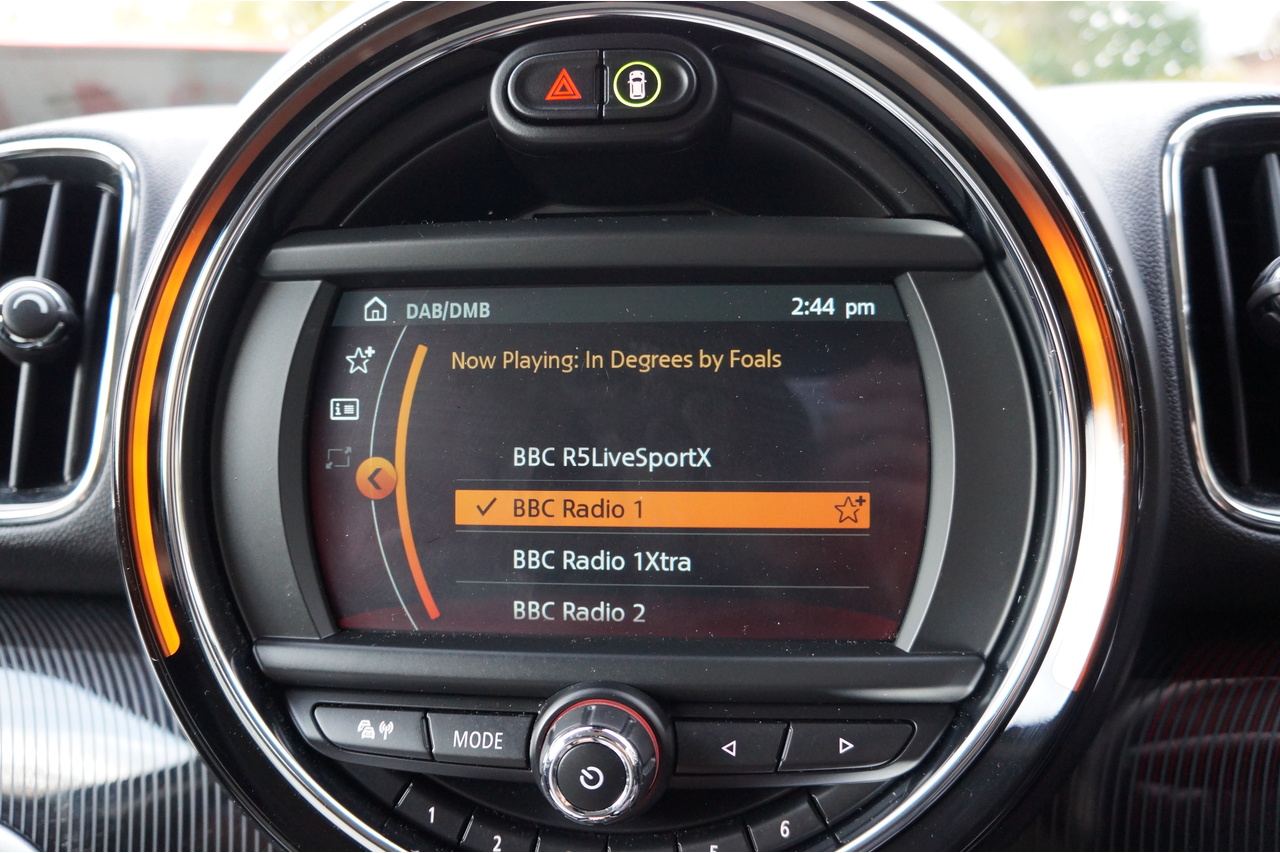 DAB/DMB 2:44 pm
Now Playing: In Degrees by Foals
BBC R5LiveSportX
BBC Radio 1
BBC Radio 1Xtra
BBC Radio 2
MODE
1
2
5
6